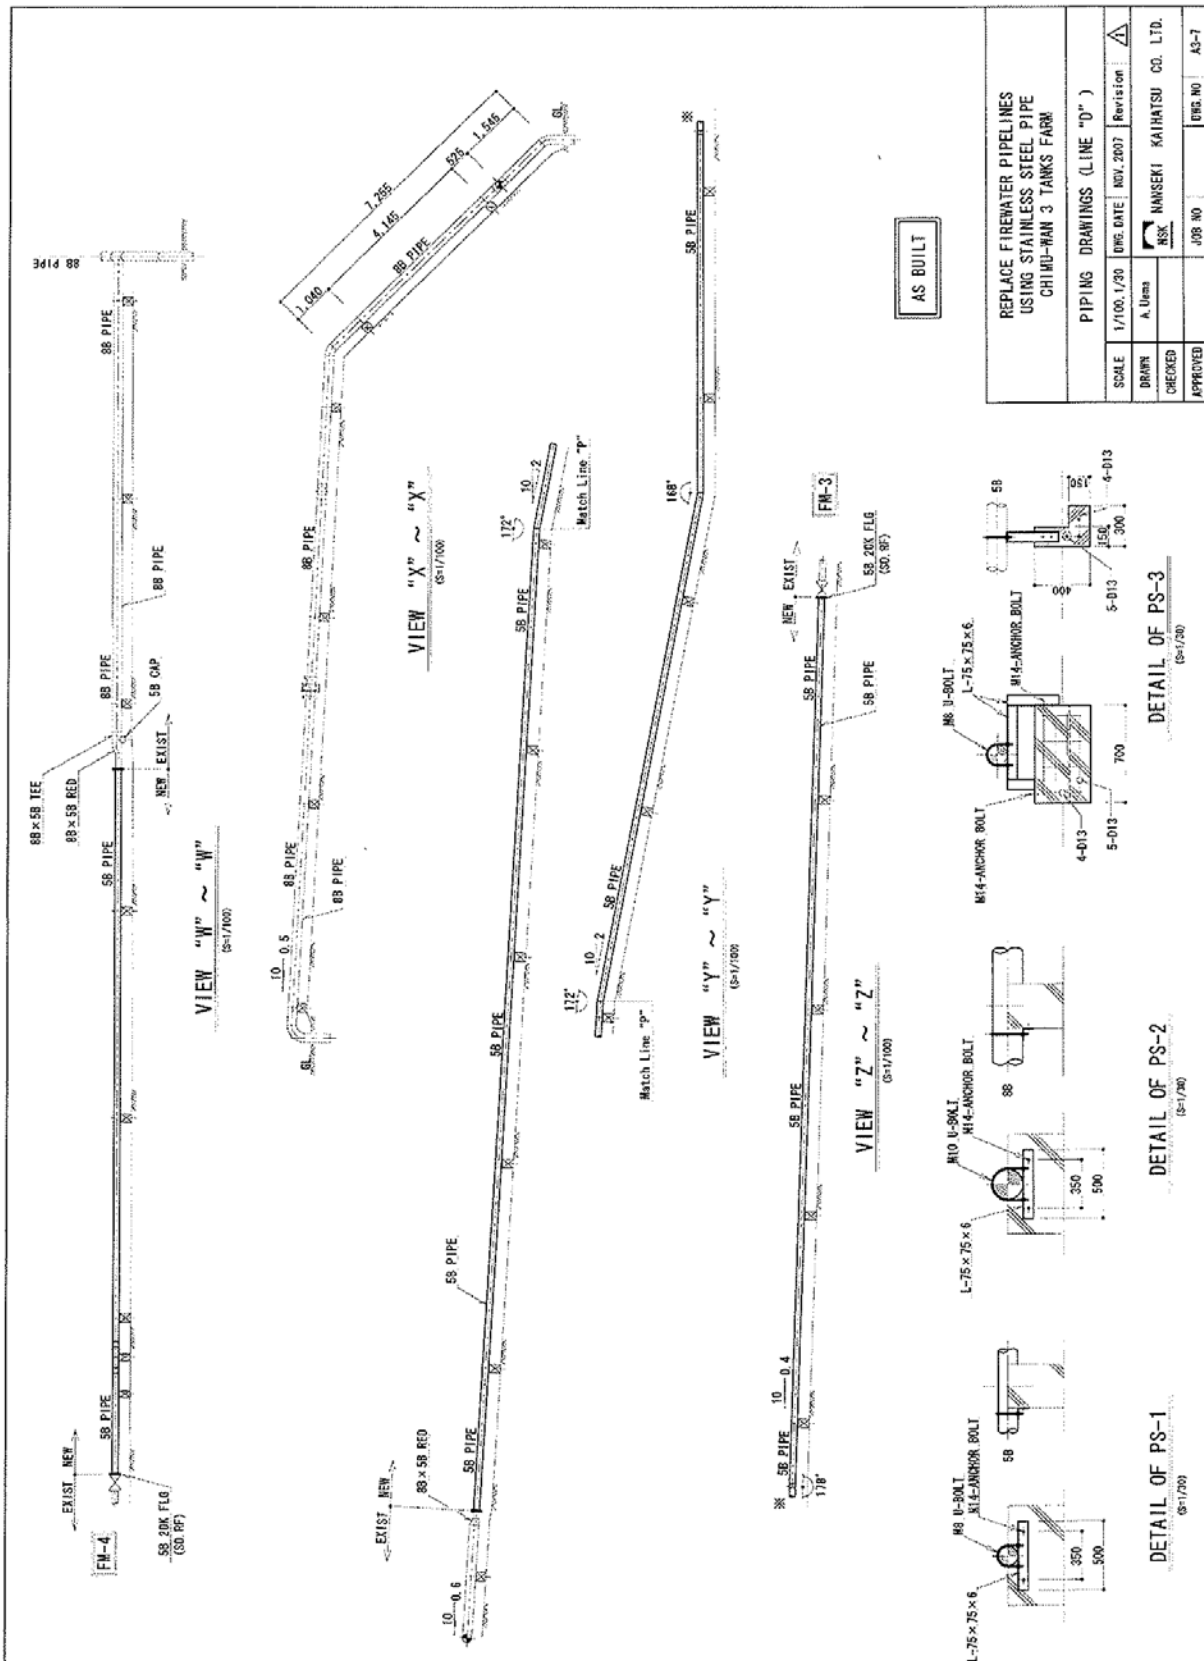 8B×5B TEE
8B×5B RED
8B PIPE
8B PIPE
8B PIPE
8B PIPE
5B CAP
5B PIPE
5B PIPE
EXIST NEW
NEW EXIST
FM-4
5B 20K FLG
(SO.RF)
VIEW "W" ~ "W"
(S=1/100)
7.255
1.040
4.145
525
1.545
8B PIPE
8B PIPE
8B PIPE
8B PIPE
10
0.5
GL
GL
VIEW "X" ~ "X"
(S=1/100)
172°
10
2
Match Line "P"
5B PIPE
5B PIPE
5B PIPE
5B PIPE
8B×5B RED
EXIST NEW
10
0.6
172°
10
2
Match Line "P"
5B PIPE
168°
5B PIPE
5B PIPE
※
VIEW "Y" ~ "Y"
(S=1/100)
※
178°
10
0.4
5B PIPE
5B PIPE
5B PIPE
5B PIPE
NEW EXIST
FM-3
5B 20K FLG
(SO.RF)
VIEW "Z" ~ "Z"
(S=1/100)
L-75×75×6
M8 U-BOLT
M14-ANCHOR BOLT
350
500
5B
DETAIL OF PS-1
(S=1/30)
L-75×75×6
M10 U-BOLT
M14-ANCHOR BOLT
350
500
8B
DETAIL OF PS-2
(S=1/30)
M14-ANCHOR BOLT
M8 U-BOLT
L-75×75×6
M14-ANCHOR BOLT
4-D13
5-D13
700
400
5-D13
150
300
150
4-D13
5B
DETAIL OF PS-3
(S=1/30)
AS BUILT
REPLACE FIREWATER PIPELINES
USING STAINLESS STEEL PIPE
CHIMU-WAN 3 TANKS FARM
PIPING DRAWINGS (LINE "D")
SCALE 1/100.1/30 DWG.DATE NOV.2007 Revision 1
DRAWN A.Uema NSK NANSEKI KAIHATSU CO. LTD.
CHECKED
APPROVED JOB NO DWG.NO A3-7